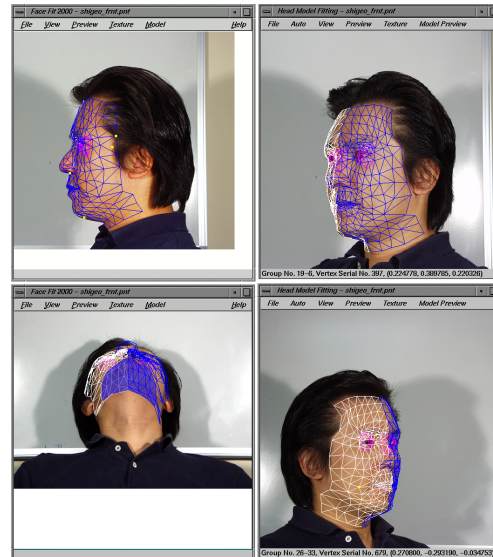 Face Fit 2000 – shigeo_frnt.pnt
File View Preview Texture Model Help
Head Model Fitting – shigeo_frnt.pnt
File Auto View Preview Texture Model Preview
Group No. 19-6, Vertex Serial No. 397, (0.224778, 0.389785, 0.220326)
Face Fit 2000 – shigeo_frnt.pnt
File View Preview Texture Model Help
Head Model Fitting – shigeo_frnt.pnt
File Auto View Preview Texture Model Preview
Group No. 26-33, Vertex Serial No. 679, (0.270800, -0.293190, -0.034753)